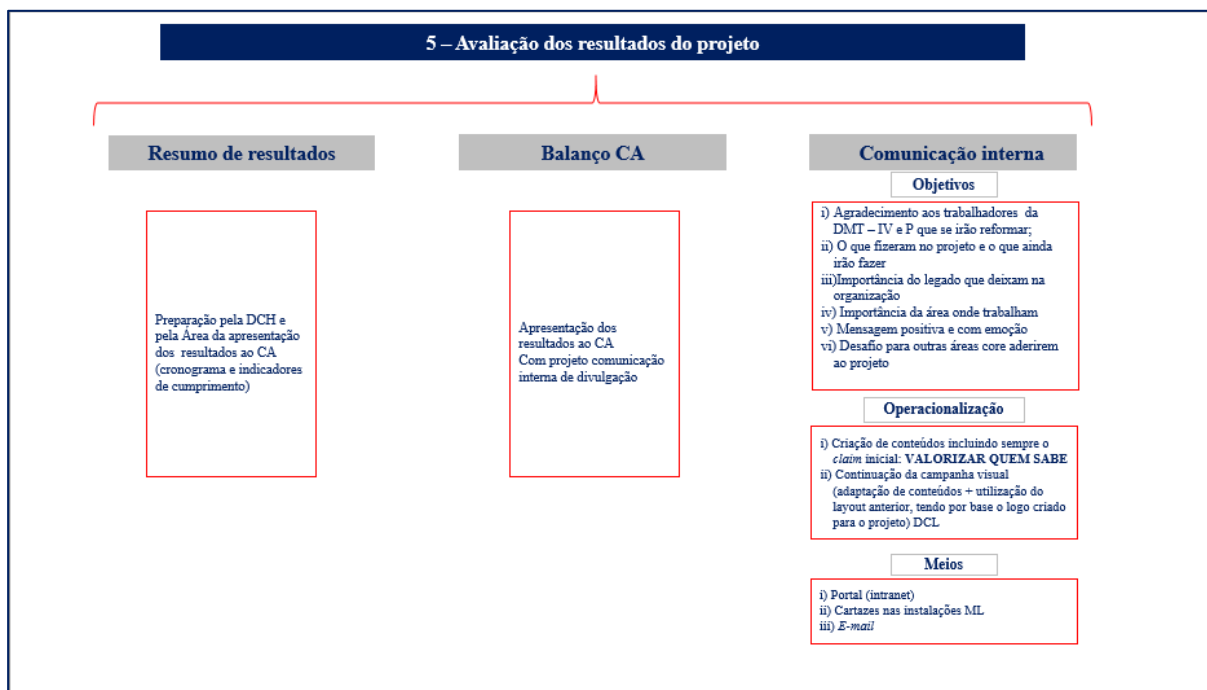 5 – Avaliação dos resultados do projeto
Resumo de resultados
Preparação pela DCH e
pela Área da apresentação
dos resultados ao CA
(cronograma e indicadores
de cumprimento)
Balanço CA
Apresentação dos
resultados ao CA
Com projeto comunicação
interna de divulgação
Comunicação interna
Objetivos
i) Agradecimento aos trabalhadores da
DMT – IV e P que se irão reformar;
ii) O que fizeram no projeto e o que ainda
irão fazer
iii)Importância do legado que deixam na
organização
iv) Importância da área onde trabalham
v) Mensagem positiva e com emoção
vi) Desafio para outras áreas core aderirem
ao projeto
Operacionalização
i) Criação de conteúdos incluindo sempre o
claim inicial: VALORIZAR QUEM SABE
ii) Continuação da campanha visual
(adaptação de conteúdos + utilização do
layout anterior, tendo por base o logo criado
para o projeto) DCL
Meios
i) Portal (intranet)
ii) Cartazes nas instalações ML
iii) E-mail